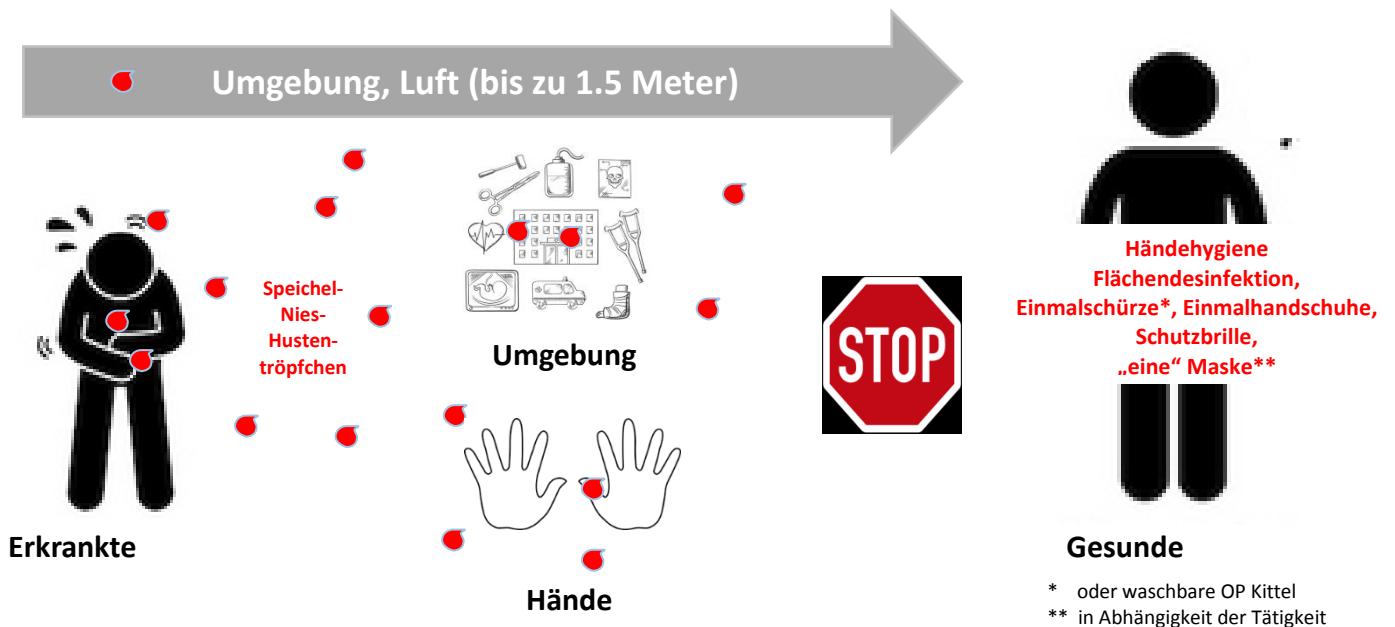 Umgebung, Luft (bis zu 1.5 Meter)
Speichel-
Nies-
Husten-
tröpfchen
Umgebung
STOP
Händehygiene
Flächendesinfektion,
Einmalschürze*, Einmalhandschuhe,
Schutzbrille,
„eine“ Maske**
Erkrankte
Hände
Gesunde
* oder waschbare OP Kittel
** in Abhängigkeit der Tätigkeit